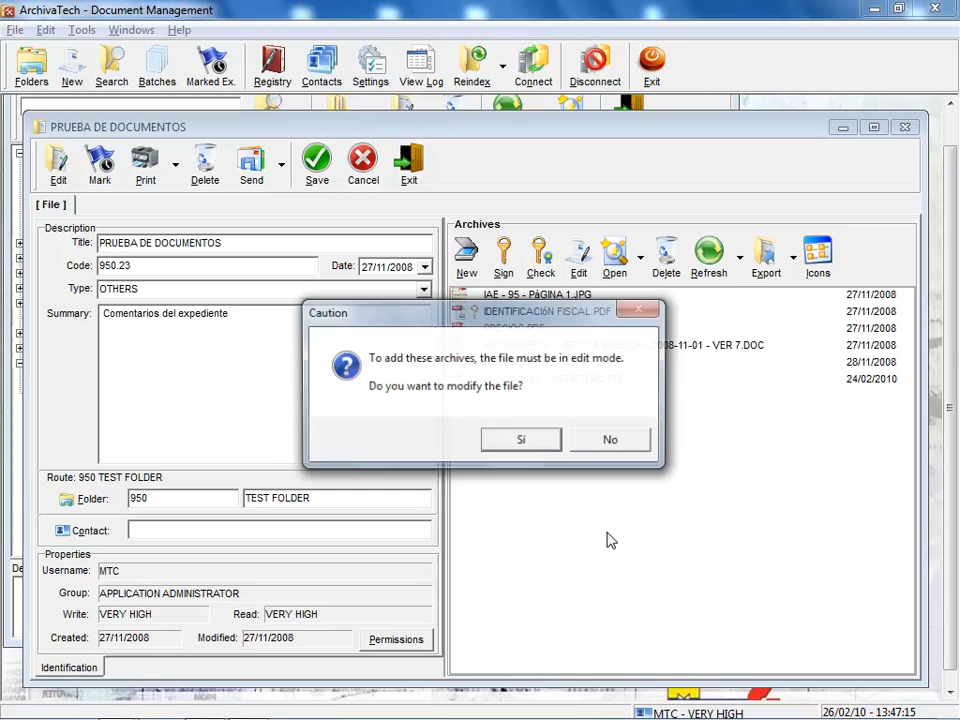 ArchivaTech - Document Management
File Edit Tools Windows Help
Folders New Search Batches Marked Ex. Registry Contacts Settings View Log Reindex Connect Disconnect Exit
PRUEBA DE DOCUMENTOS
Edit Mark Print Delete Send Save Cancel Exit
[ File ]
Description
Title: PRUEBA DE DOCUMENTOS
Code: 950.23 Date: 27/11/2008
Type: OTHERS
Summary: Comentarios del expediente
Archives
New Sign Check Edit Open Delete Refresh Export Icons
IAE - 95 - PáGINA 1.JPG 27/11/2008
IDENTIFICACIóN FISCAL.PDF 27/11/2008
27/11/2008
2008-11-01 - VER 7.DOC 27/11/2008
28/11/2008
24/02/2010
Caution
To add these archives, the file must be in edit mode.
Do you want to modify the file?
Sí No
Route: 950 TEST FOLDER
Folder: 950 TEST FOLDER
Contact:
Properties
Username: MTC
Group: APPLICATION ADMINISTRATOR
Write: VERY HIGH Read: VERY HIGH
Created: 27/11/2008 Modified: 27/11/2008 Permissions
Identification
MTC - VERY HIGH 26/02/10 - 13:47:15